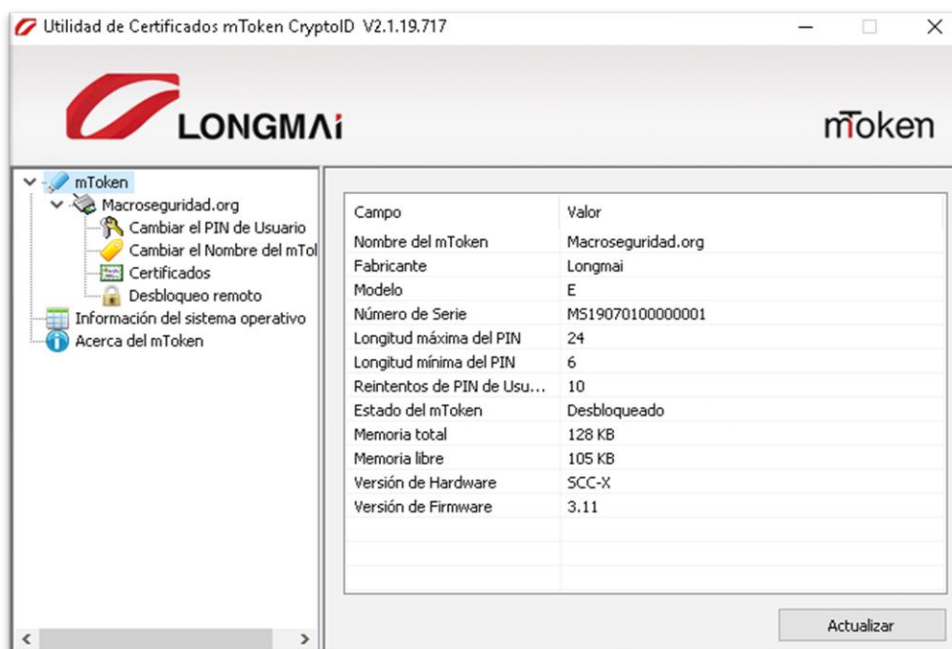 Utilidad de Certificados mToken CryptoID V2.1.19.717
LONGMAi
mToken
mToken
Macroseguridad.org
Cambiar el PIN de Usuario
Cambiar el Nombre del mTol
Certificados
Desbloqueo remoto
Información del sistema operativo
Acerca del mToken
Campo Valor
Nombre del mToken Macroseguridad.org
Fabricante Longmai
Modelo E
Número de Serie MS19070100000001
Longitud máxima del PIN 24
Longitud mínima del PIN 6
Reintentos de PIN de Usu... 10
Estado del mToken Desbloqueado
Memoria total 128 KB
Memoria libre 105 KB
Versión de Hardware SCC-X
Versión de Firmware 3.11
Actualizar